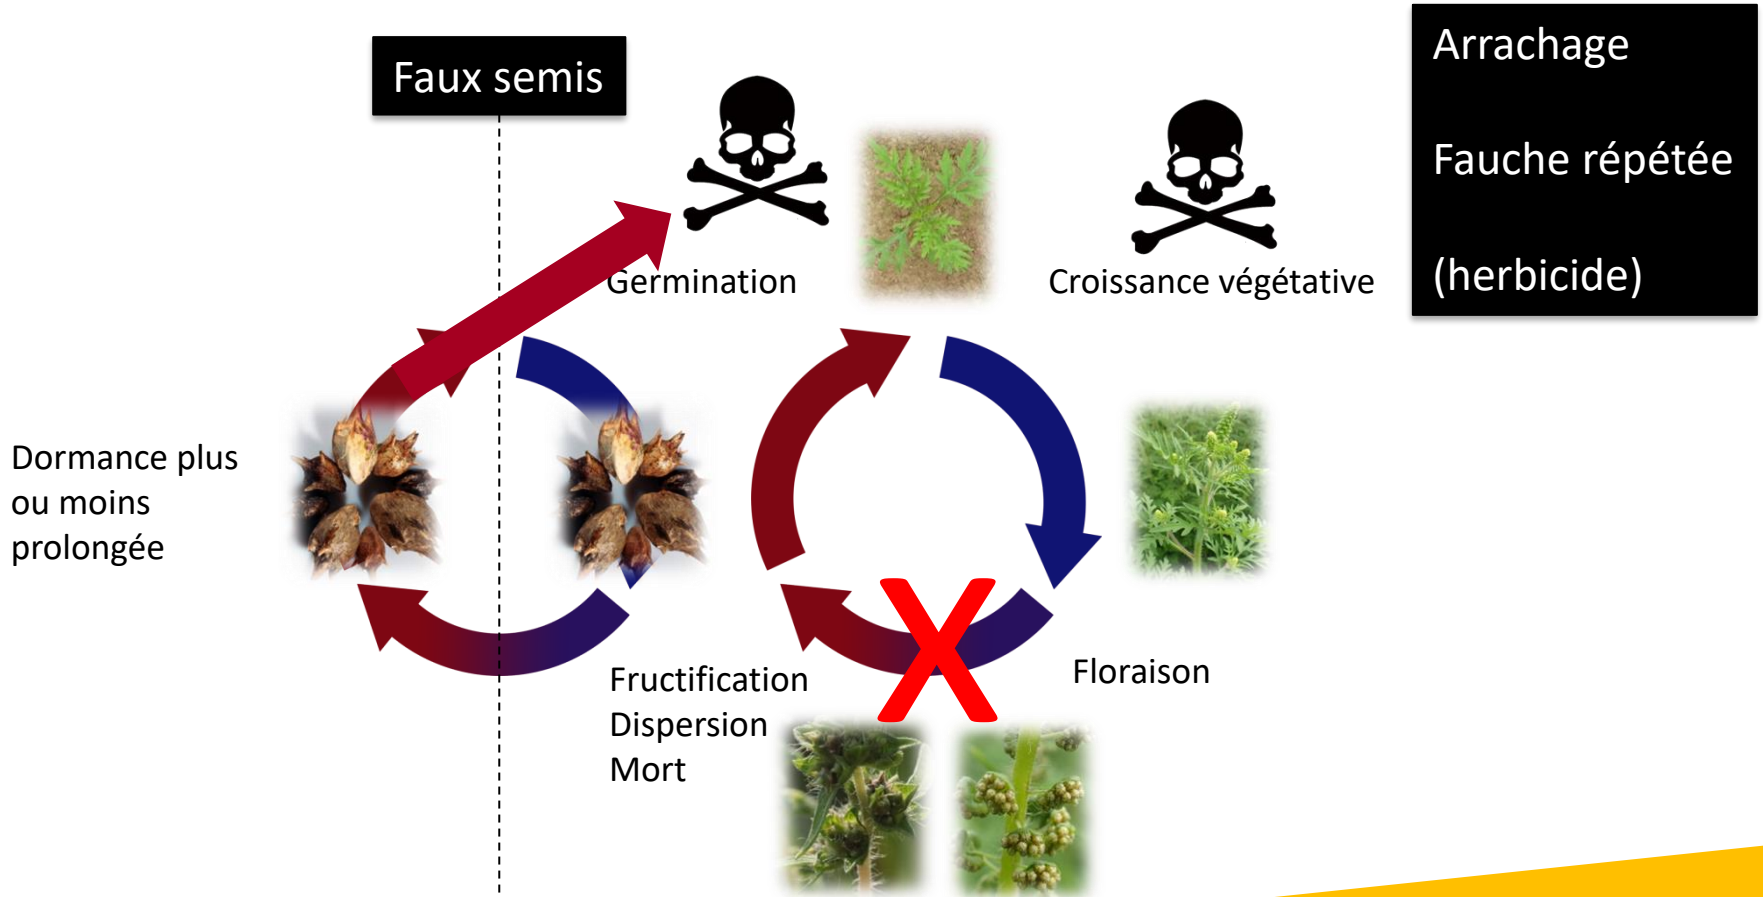 Faux semis
Arrachage
Fauche répétée
(herbicide)
Germination
Croissance végétative
Dormance plus
ou moins
prolongée
Fructification
Dispersion
Mort
Floraison
X